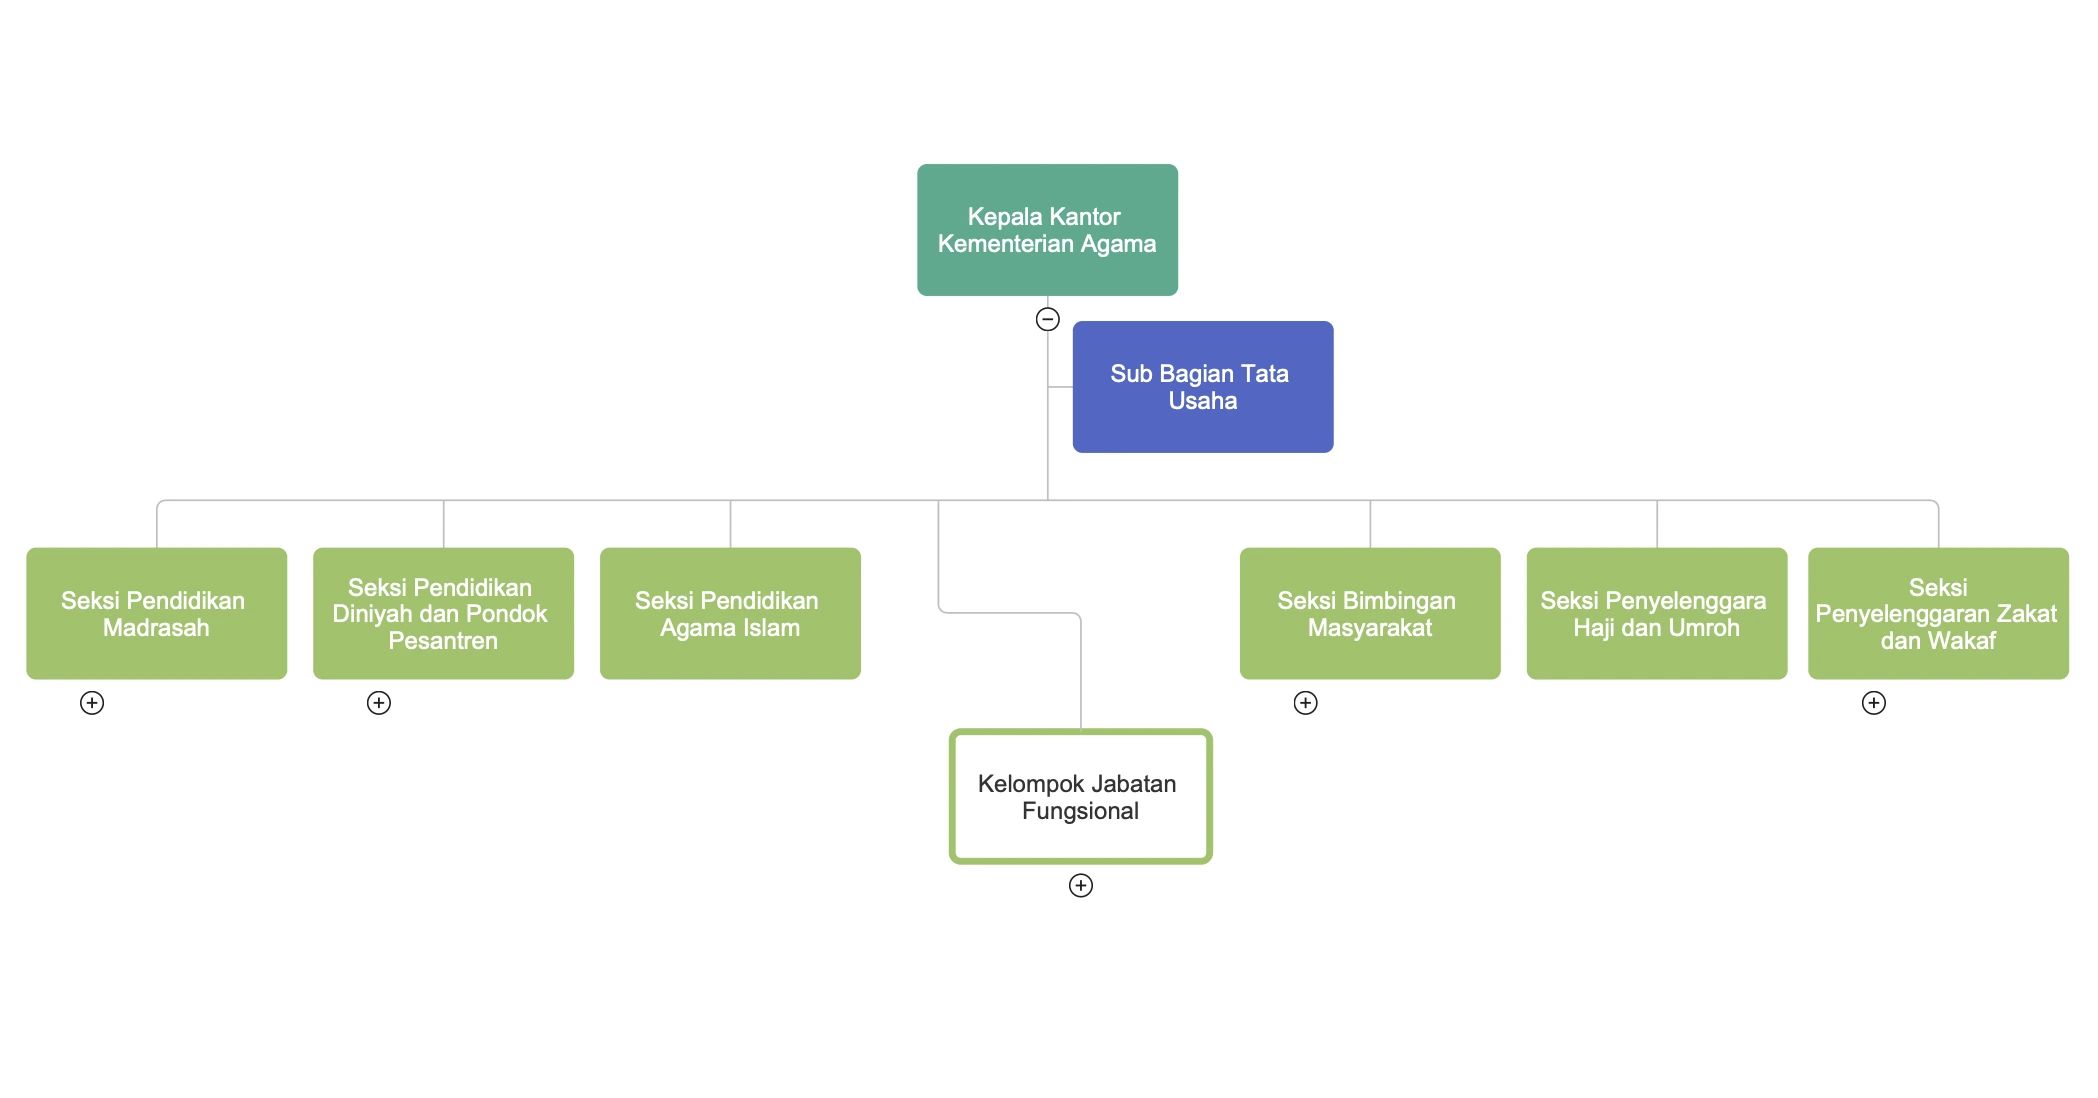 Kepala Kantor
Kementerian Agama
Sub Bagian Tata
Usaha
Seksi Pendidikan
Madrasah
Seksi Pendidikan
Diniyah dan Pondok
Pesantren
Seksi Pendidikan
Agama Islam
Seksi Bimbingan
Masyarakat
Seksi Penyelenggara
Haji dan Umroh
Seksi
Penyelenggaran Zakat
dan Wakaf
Kelompok Jabatan
Fungsional